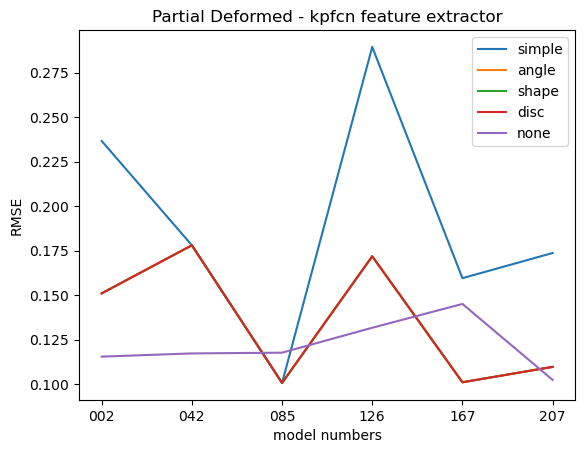 Partial Deformed - kpfcn feature extractor
simple
angle
shape
disc
none
RMSE
0.275
0.250
0.225
0.200
0.175
0.150
0.125
0.100
002 042 085 126 167 207
model numbers